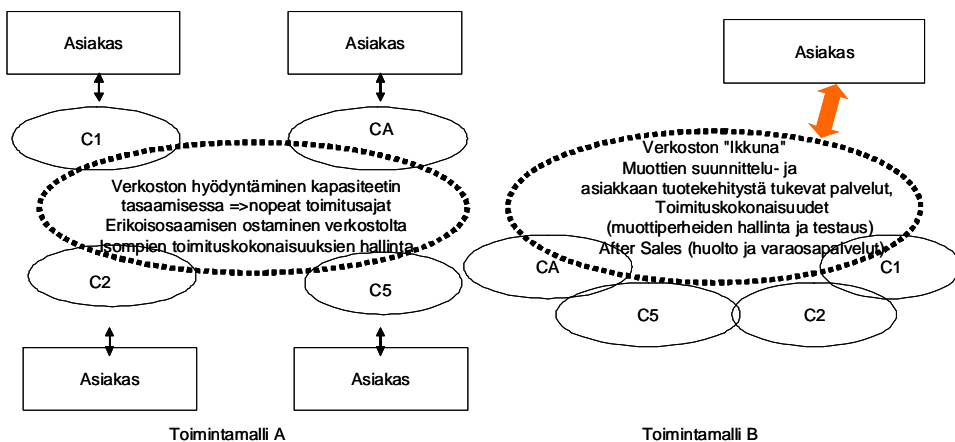 Asiakas
Asiakas
C1
CA
Verkoston hyödyntäminen kapasiteetin
tasaamisessa =>nopeat toimitusajat
Erikoisosaamisen ostaminen verkostolta
Isompien toimituskokonaisuuksien hallinta
C2
C5
Asiakas
Asiakas
Toimintamalli A
Asiakas
Verkoston "Ikkuna"
Muottien suunnittelu- ja
asiakkaan tuotekehitystä tukevat palvelut,
Toimituskokonaisuudet
(muottiperheiden hallinta ja testaus)
After Sales (huolto ja varaosapalvelut)
CA
C1
C5
C2
Toimintamalli B